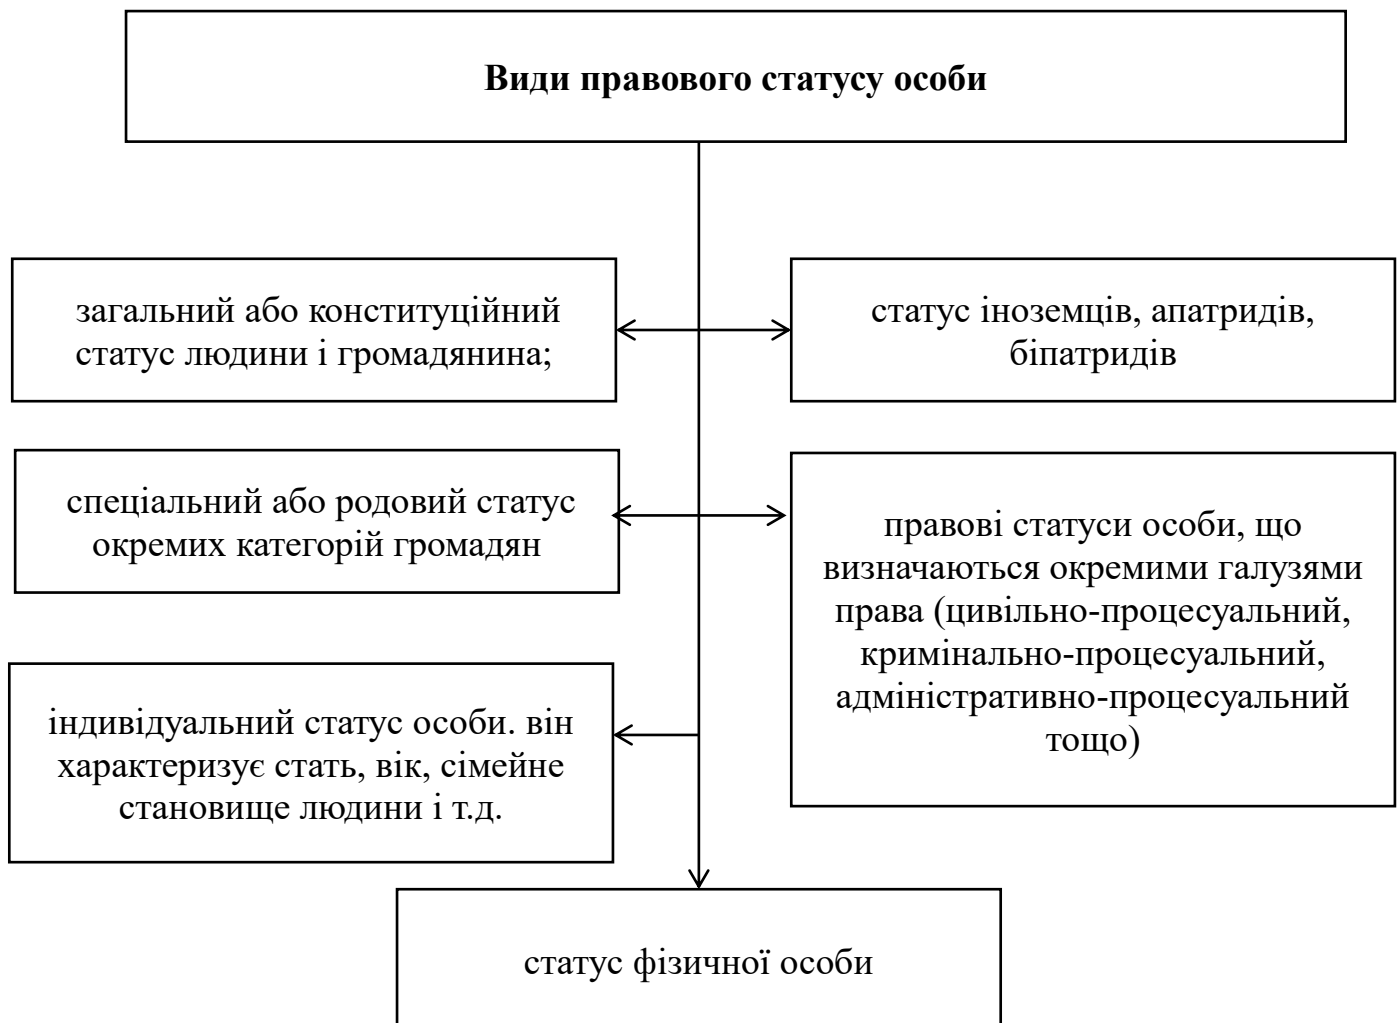 Види правового статусу особи
загальний або конституційний
статус людини і громадянина;
статус іноземців, апатридів,
біпатридів
спеціальний або родовий статус
окремих категорій громадян
правові статуси особи, що
визначаються окремими галузями
права (цивільно-процесуальний,
кримінально-процесуальний,
адміністративно-процесуальний
тощо)
індивідуальний статус особи. він
характеризує стать, вік, сімейне
становище людини і т.д.
статус фізичної особи